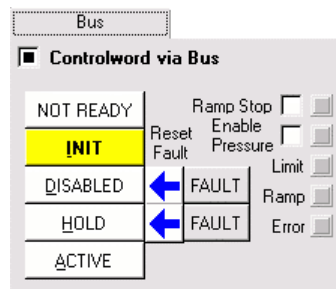 Bus
Controlword via Bus
NOT READY
Ramp Stop
INIT
Reset Fault
Enable Pressure
Limit
DISABLED
FAULT
Ramp
HOLD
FAULT
Error
ACTIVE